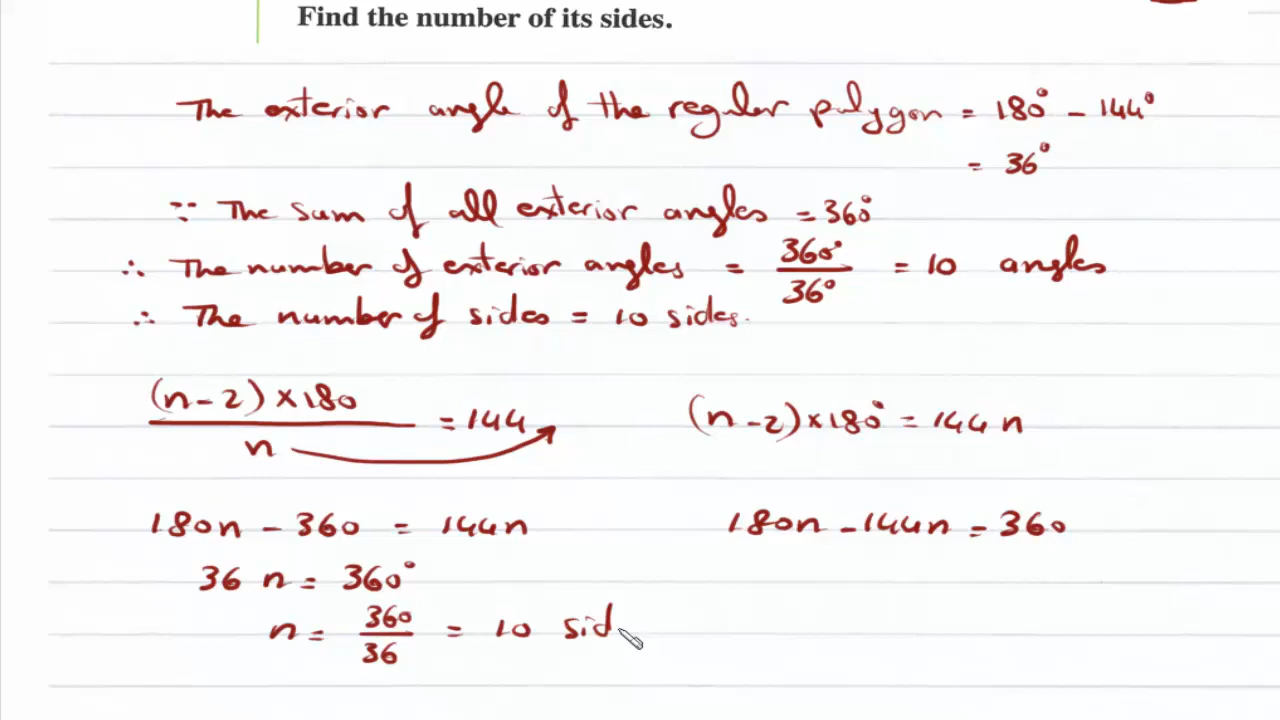 Find the number of its sides.
The exterior angle of the regular polygon = 180° - 144°
= 36°
∵ The sum of all exterior angles = 360°
∴ The number of exterior angles = 360°/36° = 10 angles
∴ The number of sides = 10 sides.
(n-2)×180/n = 144
(n-2)×180° = 144n
180n - 360 = 144n
180n - 144n = 360
36 n = 360°
n = 360/36 = 10 sid